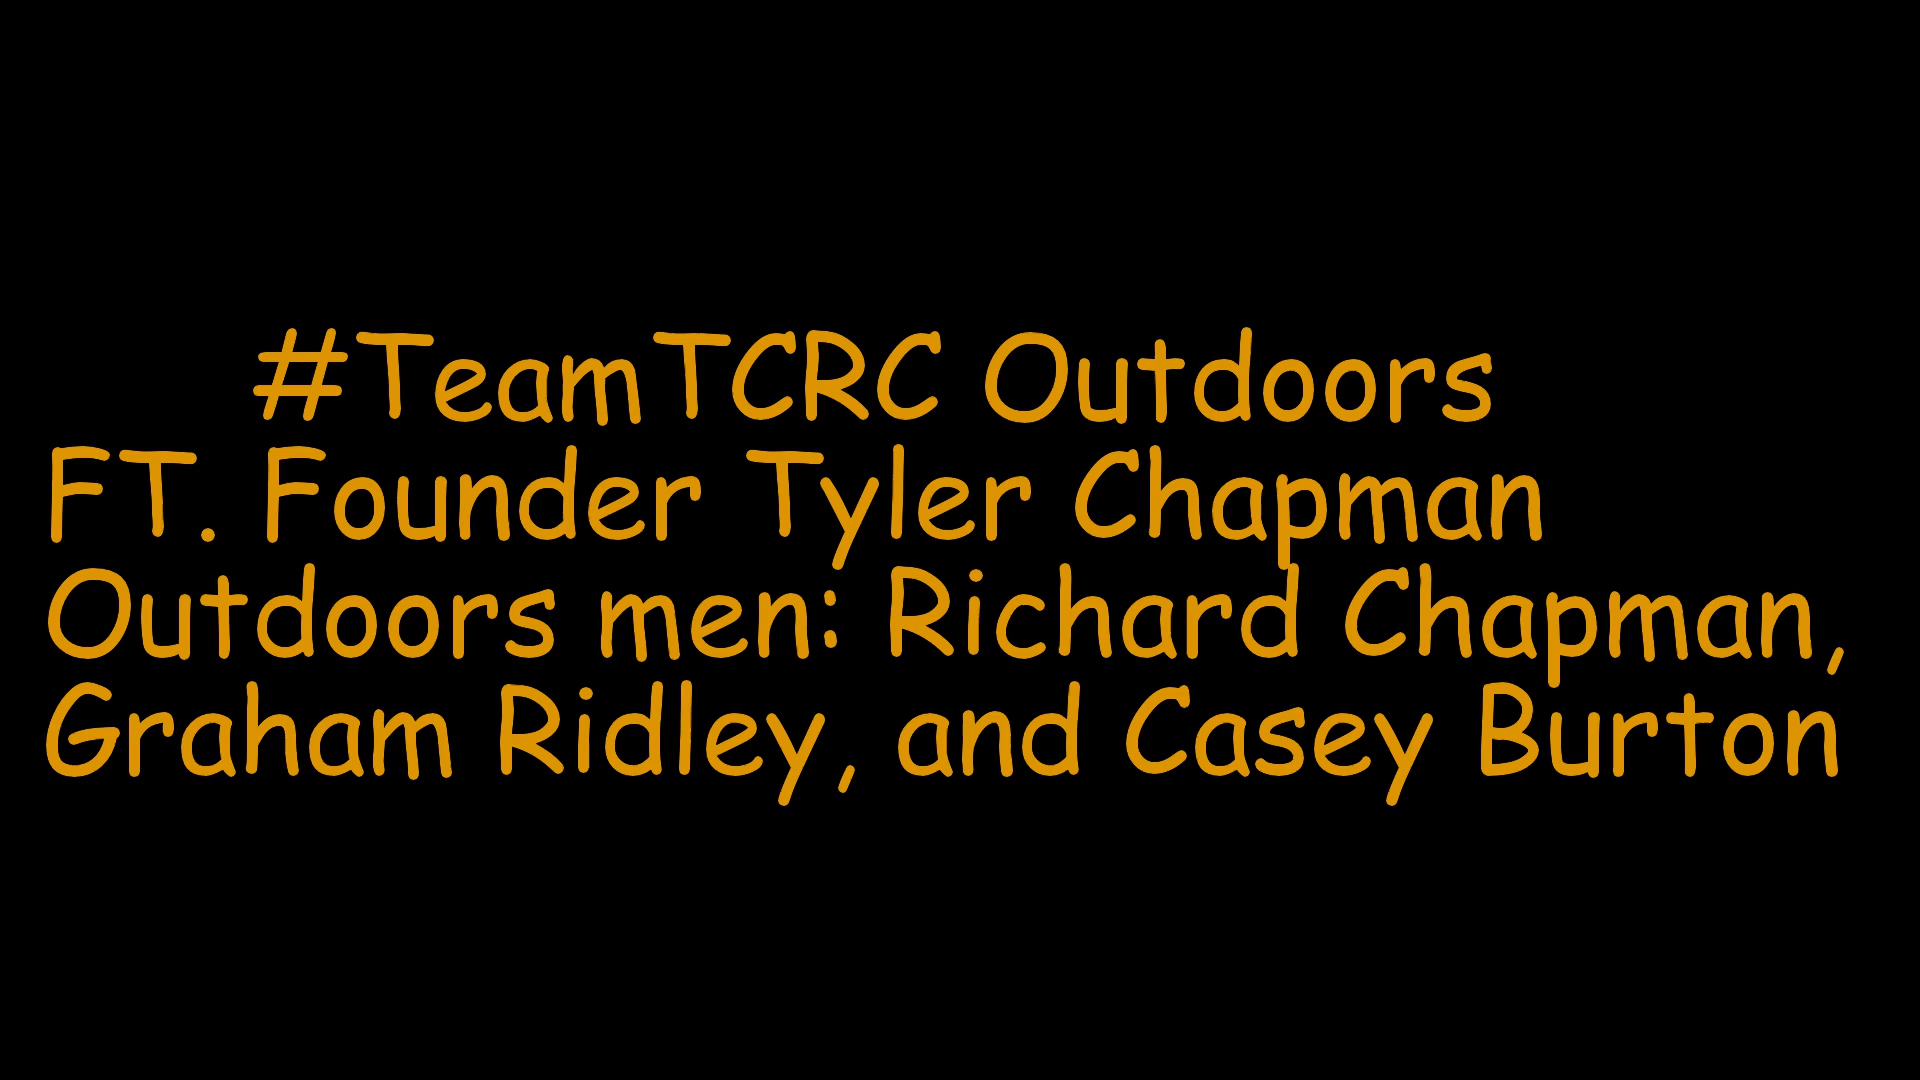 #TeamTCRC Outdoors
FT. Founder Tyler Chapman
Outdoors men: Richard Chapman,
Graham Ridley, and Casey Burton